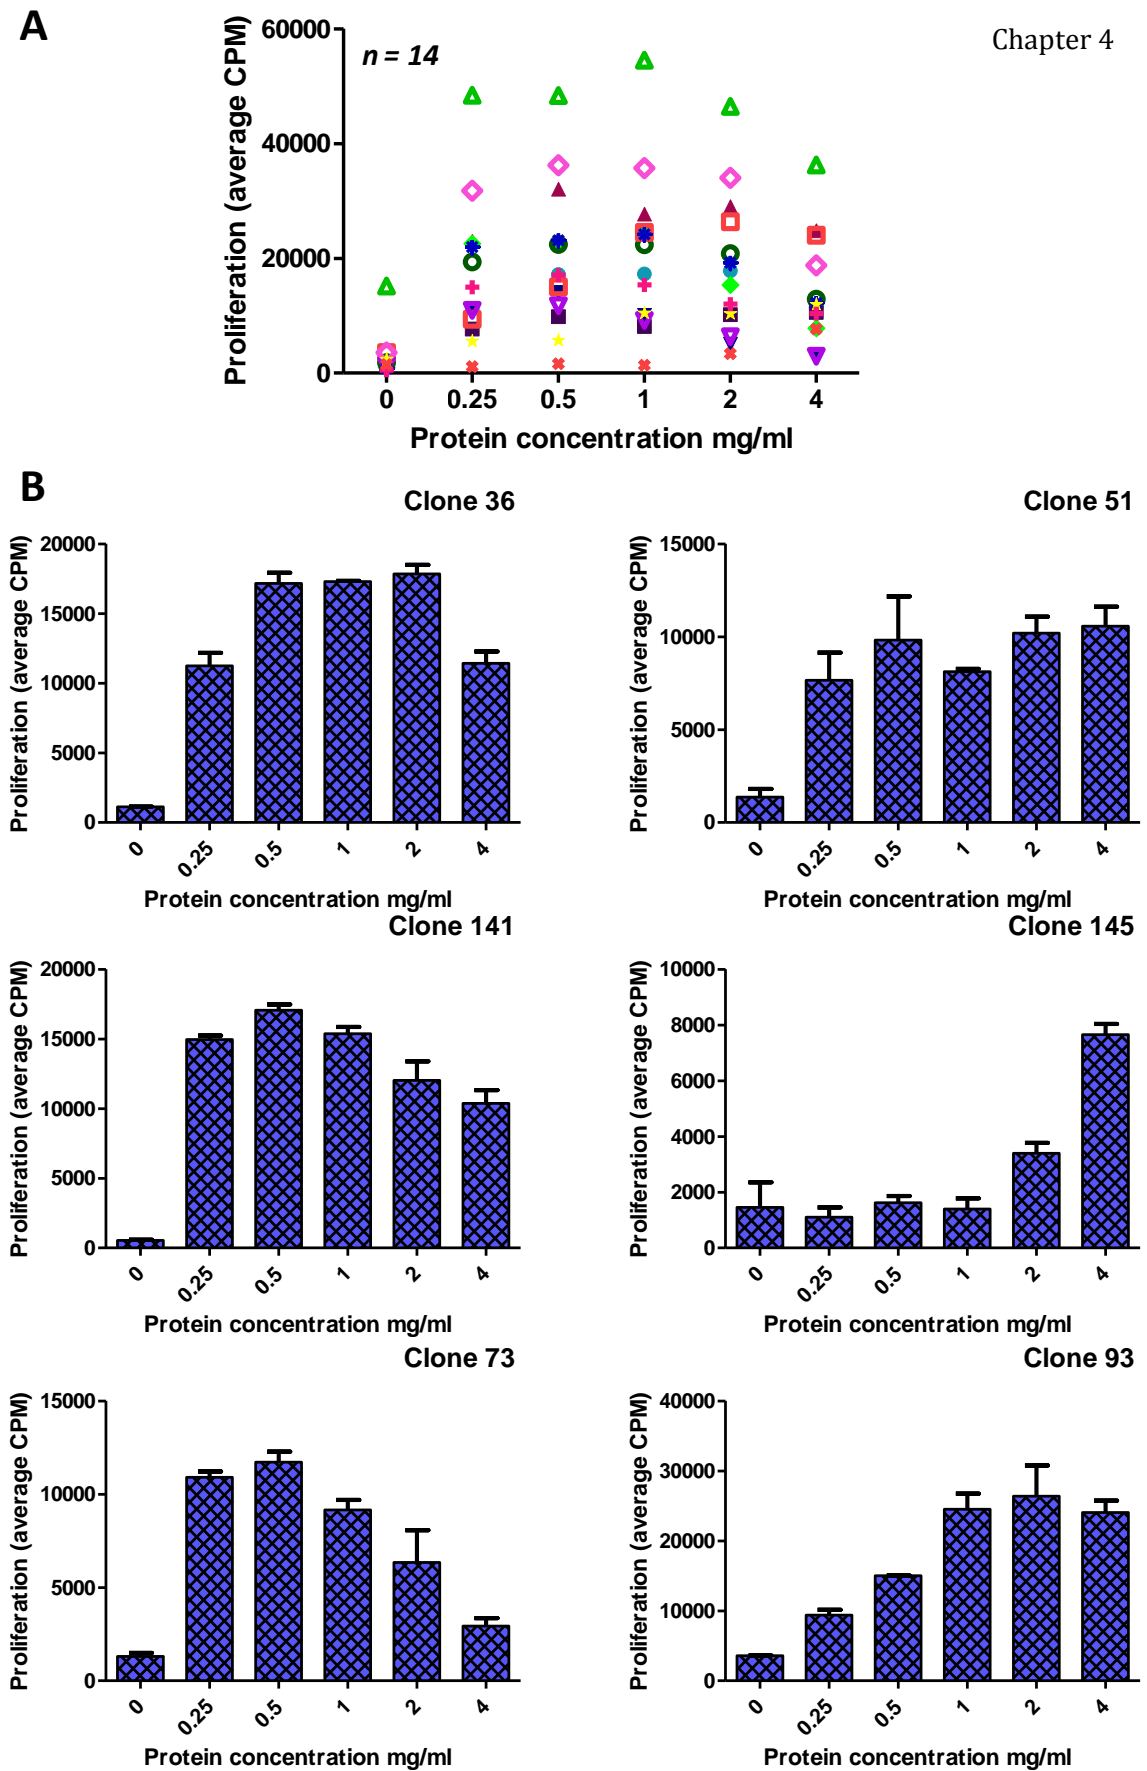 A
Chapter 4
n = 14
Proliferation (average CPM)
60000
40000
20000
0
0 0.25 0.5 1 2 4
Protein concentration mg/ml
B
Clone 36
Proliferation (average CPM)
20000
15000
10000
5000
0
0 0.25 0.5 1 2 4
Protein concentration mg/ml
Clone 51
Proliferation (average CPM)
15000
10000
5000
0
0 0.25 0.5 1 2 4
Protein concentration mg/ml
Clone 141
Proliferation (average CPM)
20000
15000
10000
5000
0
0 0.25 0.5 1 2 4
Protein concentration mg/ml
Clone 145
Proliferation (average CPM)
10000
8000
6000
4000
2000
0
0 0.25 0.5 1 2 4
Protein concentration mg/ml
Clone 73
Proliferation (average CPM)
15000
10000
5000
0
0 0.25 0.5 1 2 4
Protein concentration mg/ml
Clone 93
Proliferation (average CPM)
40000
30000
20000
10000
0
0 0.25 0.5 1 2 4
Protein concentration mg/ml